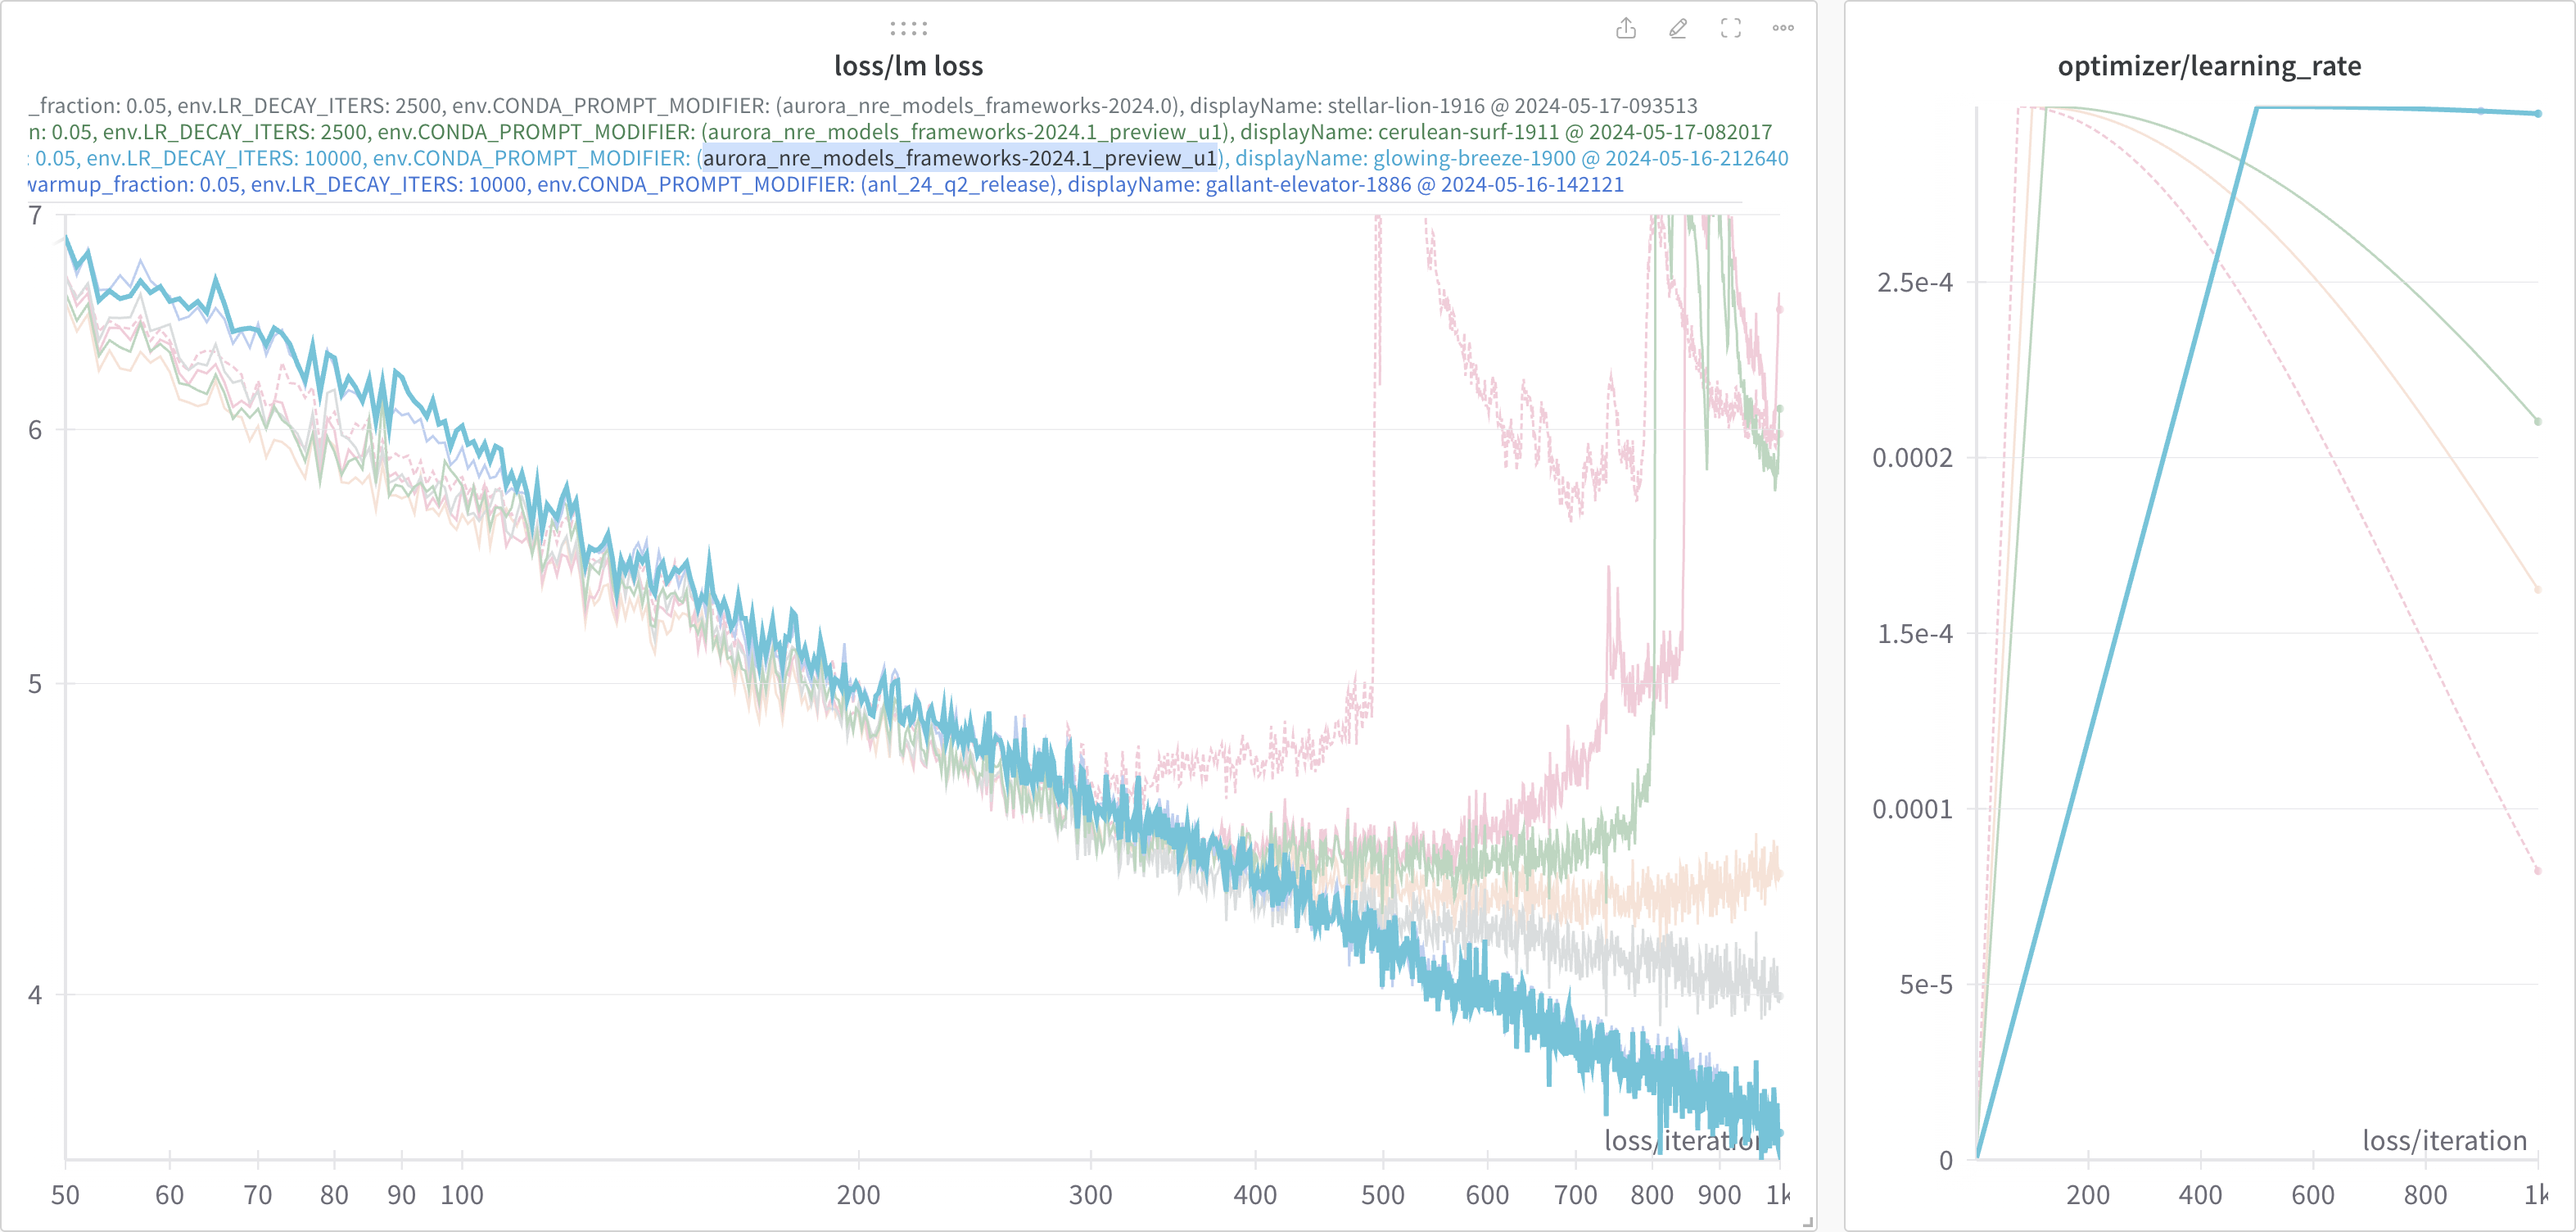 loss/lm loss
_fraction: 0.05, env.LR_DECAY_ITERS: 2500, env.CONDA_PROMPT_MODIFIER: (aurora_nre_models_frameworks-2024.0), displayName: stellar-lion-1916 @ 2024-05-17-093513
n: 0.05, env.LR_DECAY_ITERS: 2500, env.CONDA_PROMPT_MODIFIER: (aurora_nre_models_frameworks-2024.1_preview_u1), displayName: cerulean-surf-1911 @ 2024-05-17-082017
: 0.05, env.LR_DECAY_ITERS: 10000, env.CONDA_PROMPT_MODIFIER: (aurora_nre_models_frameworks-2024.1_preview_u1), displayName: glowing-breeze-1900 @ 2024-05-16-212640
warmup_fraction: 0.05, env.LR_DECAY_ITERS: 10000, env.CONDA_PROMPT_MODIFIER: (anl_24_q2_release), displayName: gallant-elevator-1886 @ 2024-05-16-142121
7
6
5
4
loss/iteration
50 60 70 80 90 100 200 300 400 500 600 700 800 900 1k
optimizer/learning_rate
2.5e-4
0.0002
1.5e-4
0.0001
5e-5
0
loss/iteration
200 400 600 800 1k